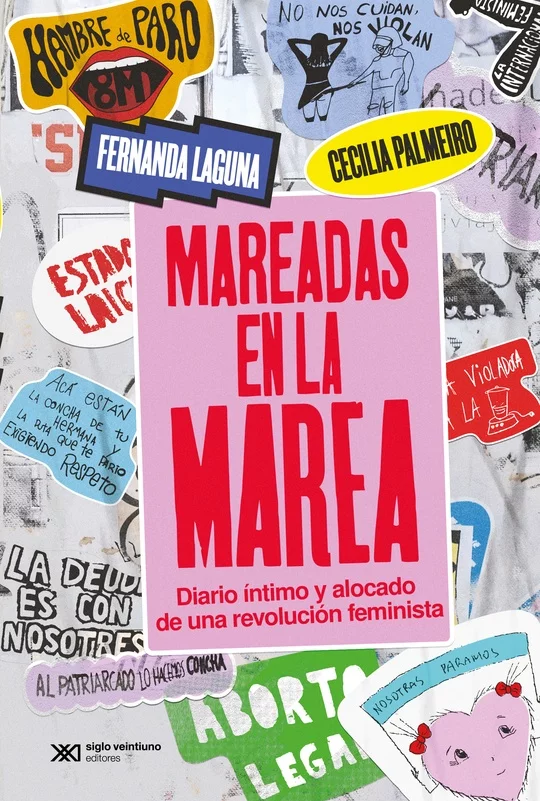 HAMBRE de PARO
8M
NO NOS CUIDAN,
NOS VIOLAN
FEMINISTA
LA
INTERNACIONAL
FERNANDA LAGUNA
CECILIA PALMEIRO
MAREADAS
EN LA
MAREA
Diario íntimo y alocado
de una revolución feminista
ESTADO
LAICO
ACÁ ESTÁN
LA CONCHA DE TU
HERMANA Y
LA PUTA QUE TE PARIÓ
EXIGIENDO RESPETO
VIOLADORA
LA
LA DEUDA
ES CON
NOSOTRES
AL PATRIARCADO LO HACEMOS CONCHA
ABORTO
LEGAL
NOSOTRAS PARAMOS
siglo veintiuno
editores